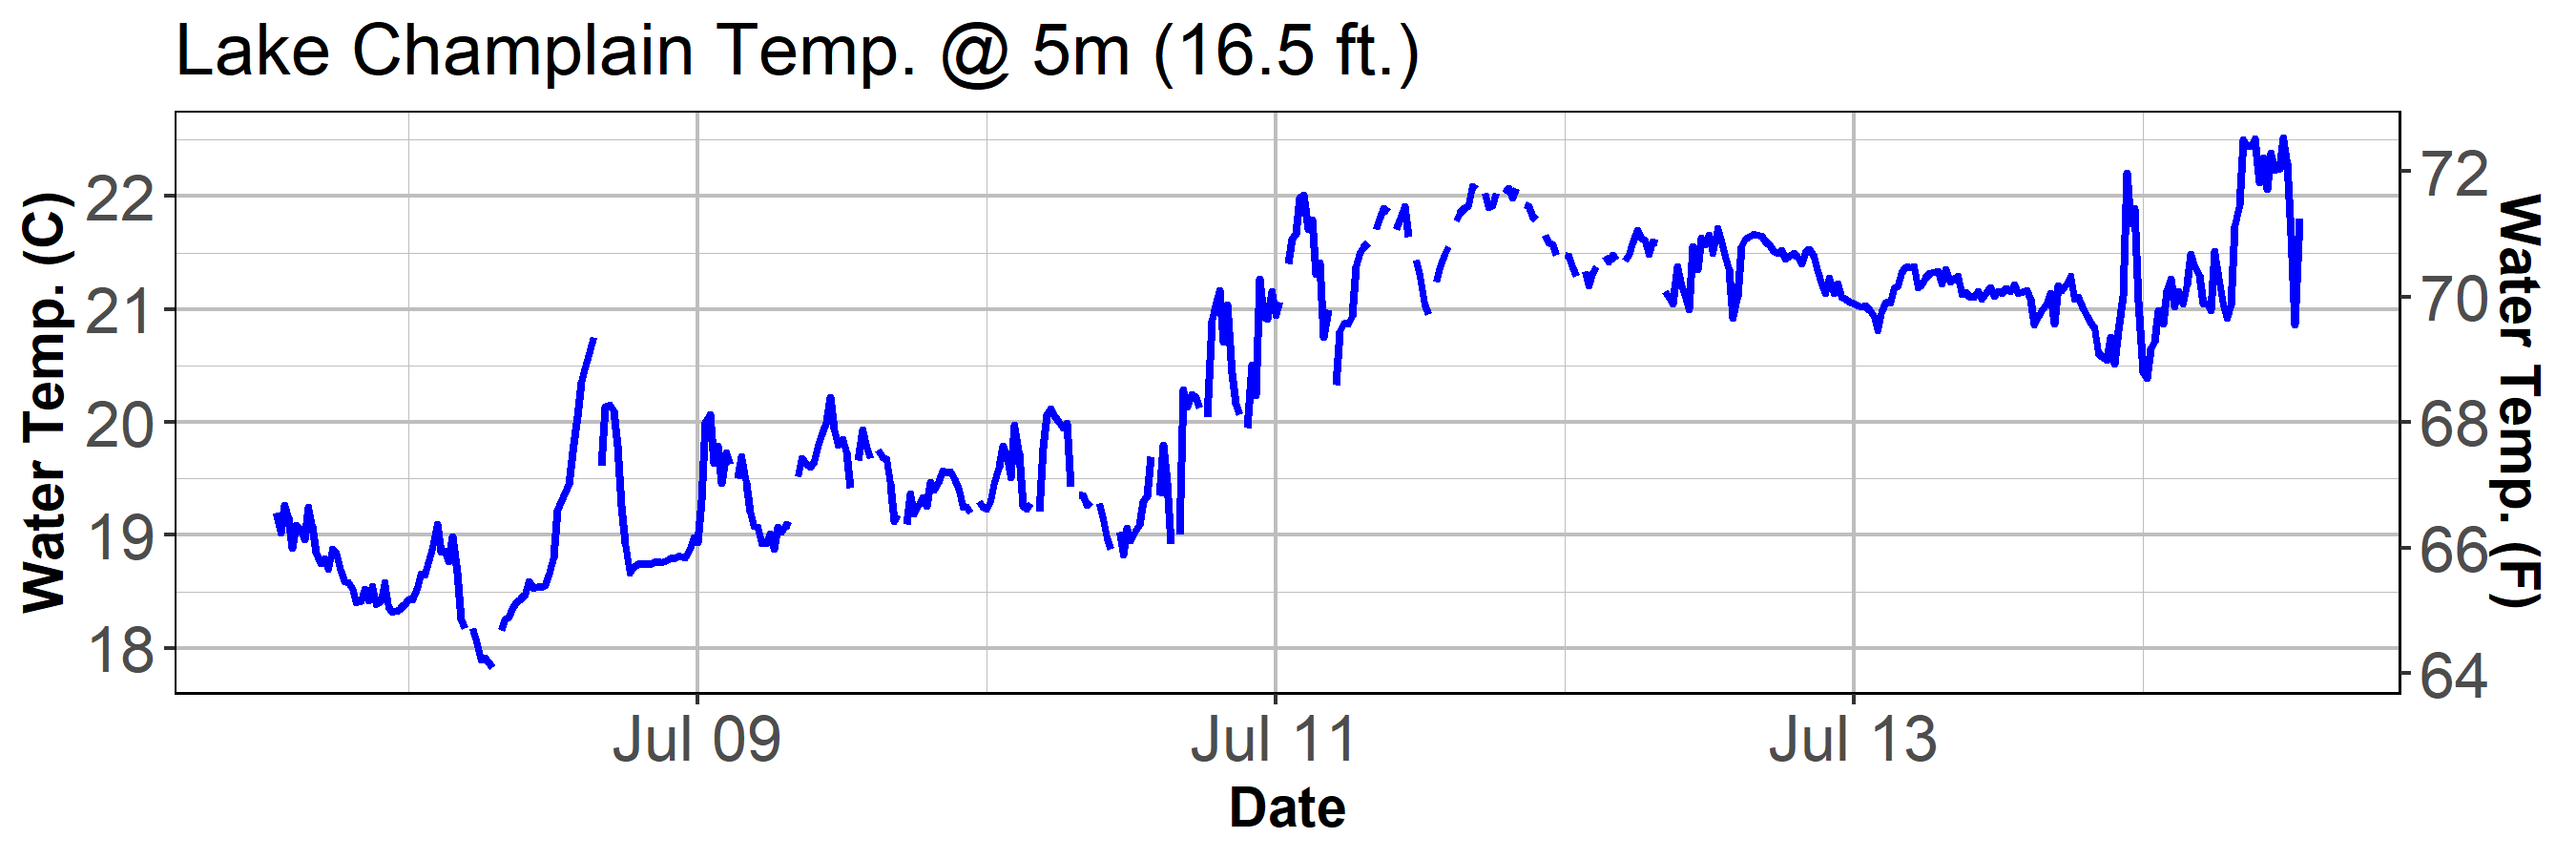 Lake Champlain Temp. @ 5m (16.5 ft.)
Water Temp. (C)
22
21
20
19
18
72
70
68
66
64
Water Temp. (F)
Jul 09
Jul 11
Jul 13
Date